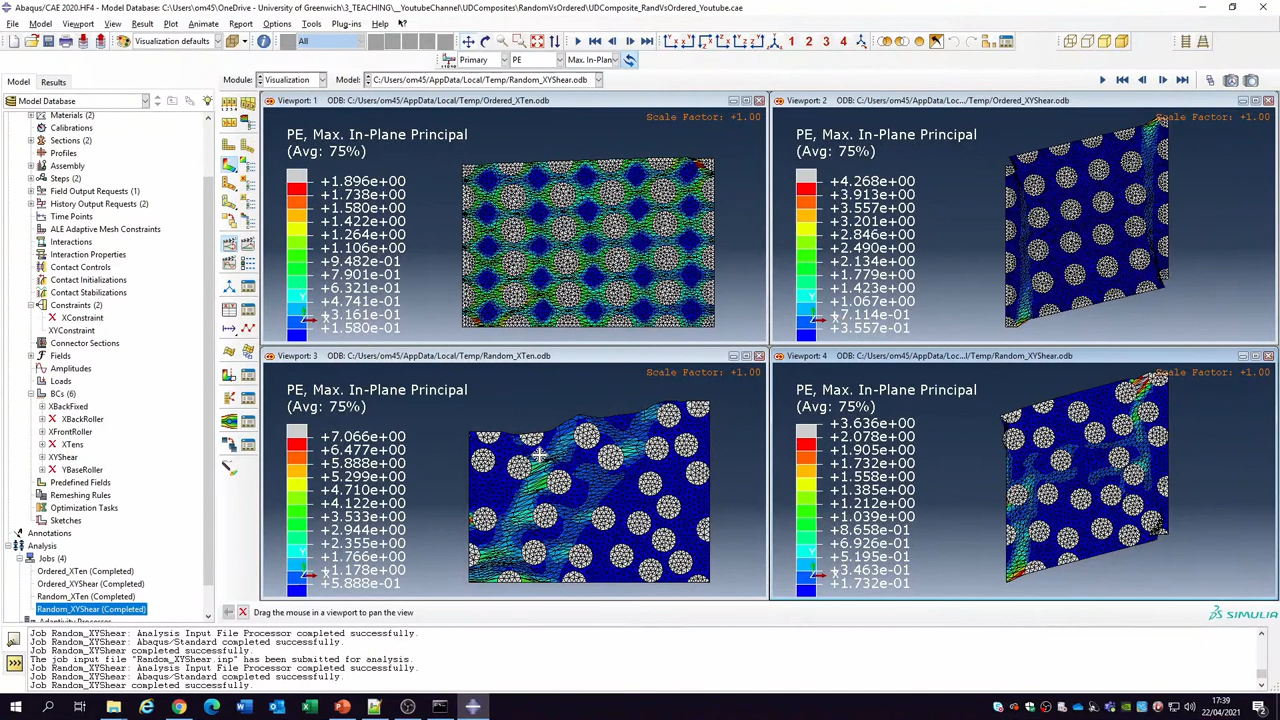 Abaqus/CAE 2020.HF4 - Model Database: C:\Users\om45\OneDrive - University of Greenwich\3_TEACHING\__YoutubeChannel\UDComposites\RandomVsOrdered\UDComposite_RandVsOrdered_Youtube.cae
File Model Viewport View Result Plot Animate Report Options Tools Plug-ins Help
Visualization defaults
All
1 2 3 4
Primary PE Max. In-Plan
Model Results
Module: Visualization Model: C:/Users/om45/AppData/Local/Temp/Random_XYShear.odb
Model Database
Materials (2)
Calibrations
Sections (2)
Profiles
Assembly
Steps (2)
Field Output Requests (1)
History Output Requests (2)
Time Points
ALE Adaptive Mesh Constraints
Interactions
Interaction Properties
Contact Controls
Contact Initializations
Contact Stabilizations
Constraints (2)
XConstraint
XYConstraint
Connector Sections
Fields
Amplitudes
Loads
BCs (6)
XBackFixed
XBackRoller
XFrontRoller
XTens
XYShear
YBaseRoller
Predefined Fields
Remeshing Rules
Optimization Tasks
Sketches
Annotations
Analysis
Jobs (4)
Ordered_XTen (Completed)
Ordered_XYShear (Completed)
Random_XTen (Completed)
Random_XYShear (Completed)
Adaptivity Processes
Viewport: 1 ODB: C:/Users/om45/AppData/Local/Temp/Ordered_XTen.odb
Scale Factor: +1.00
PE, Max. In-Plane Principal
(Avg: 75%)
+1.896e+00
+1.738e+00
+1.580e+00
+1.422e+00
+1.264e+00
+1.106e+00
+9.482e-01
+7.901e-01
+6.321e-01
+4.741e-01
+3.161e-01
+1.580e-01
Y
Viewport: 2 ODB: C:/Users/om45/AppData/Loc.../Temp/Ordered_XYShear.odb
Scale Factor: +1.00
PE, Max. In-Plane Principal
(Avg: 75%)
+4.268e+00
+3.913e+00
+3.557e+00
+3.201e+00
+2.846e+00
+2.490e+00
+2.134e+00
+1.779e+00
+1.423e+00
+1.067e+00
+7.114e-01
+3.557e-01
Y
Viewport: 3 ODB: C:/Users/om45/AppData/Local/Temp/Random_XTen.odb
Scale Factor: +1.00
PE, Max. In-Plane Principal
(Avg: 75%)
+7.066e+00
+6.477e+00
+5.888e+00
+5.299e+00
+4.710e+00
+4.122e+00
+3.533e+00
+2.944e+00
+2.355e+00
+1.766e+00
+1.178e+00
+5.888e-01
Y
Viewport: 4 ODB: C:/Users/om45/AppData/Loc...l/Temp/Random_XYShear.odb
Scale Factor: +1.00
PE, Max. In-Plane Principal
(Avg: 75%)
+3.636e+00
+2.078e+00
+1.905e+00
+1.732e+00
+1.558e+00
+1.385e+00
+1.212e+00
+1.039e+00
+8.658e-01
+6.926e-01
+5.195e-01
+3.463e-01
+1.732e-01
Y
Drag the mouse in a viewport to pan the view
SIMULIA
Job Random_XYShear: Analysis Input File Processor completed successfully.
Job Random_XYShear: Abaqus/Standard completed successfully.
Job Random_XYShear completed successfully.
The job input file "Random_XYShear.inp" has been submitted for analysis.
Job Random_XYShear: Analysis Input File Processor completed successfully.
Job Random_XYShear: Abaqus/Standard completed successfully.
Job Random_XYShear completed successfully.
17:39
22/04/2021